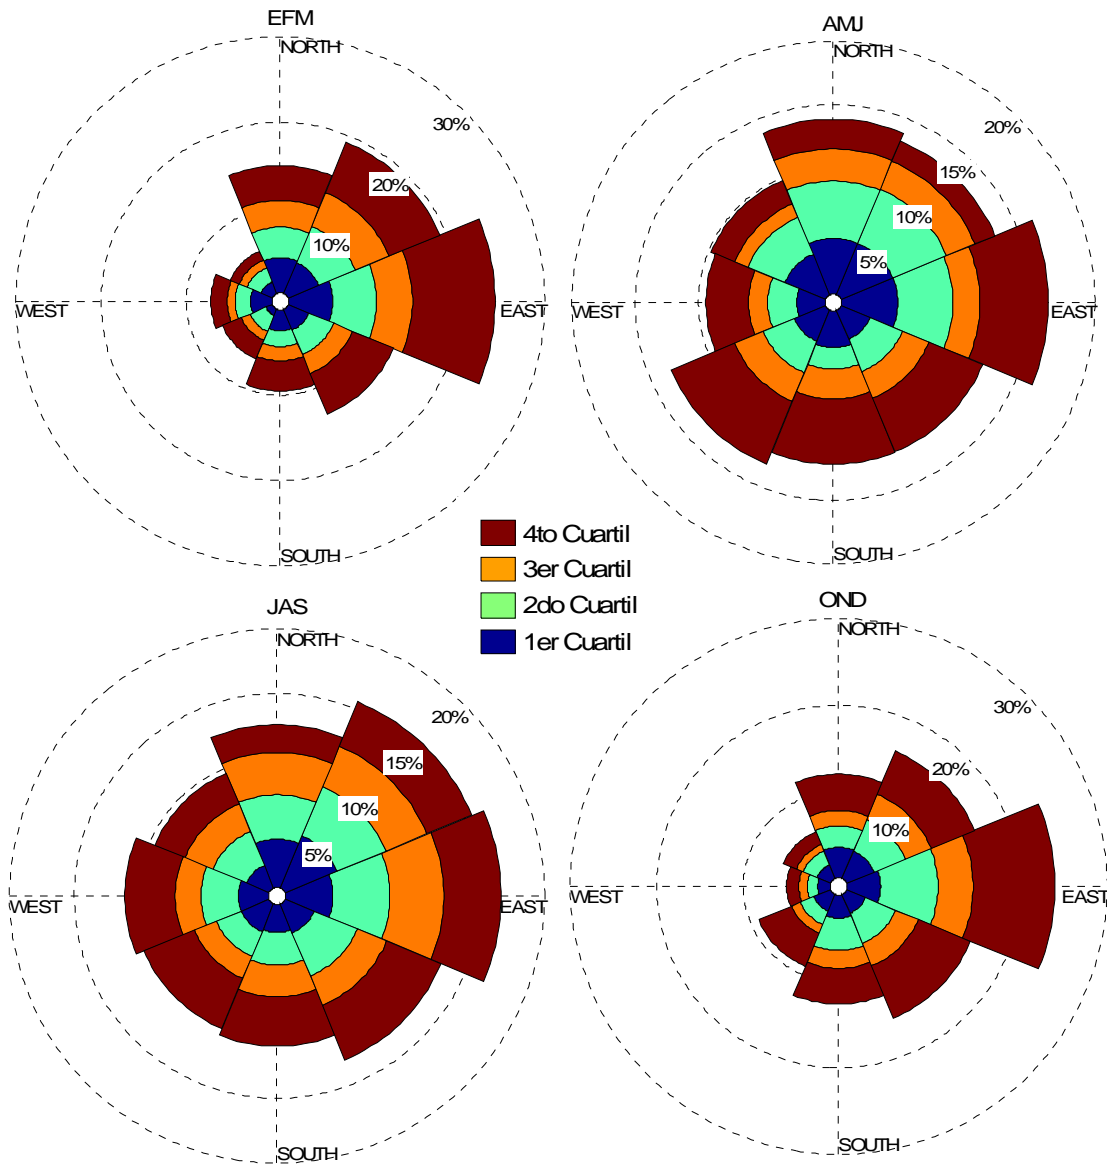 EFM
NORTH
30%
20%
10%
WEST
EAST
SOUTH
AMJ
NORTH
20%
15%
10%
5%
WEST
EAST
SOUTH
4to Cuartil
3er Cuartil
2do Cuartil
1er Cuartil
JAS
NORTH
20%
15%
10%
5%
WEST
EAST
SOUTH
OND
NORTH
30%
20%
10%
WEST
EAST
SOUTH